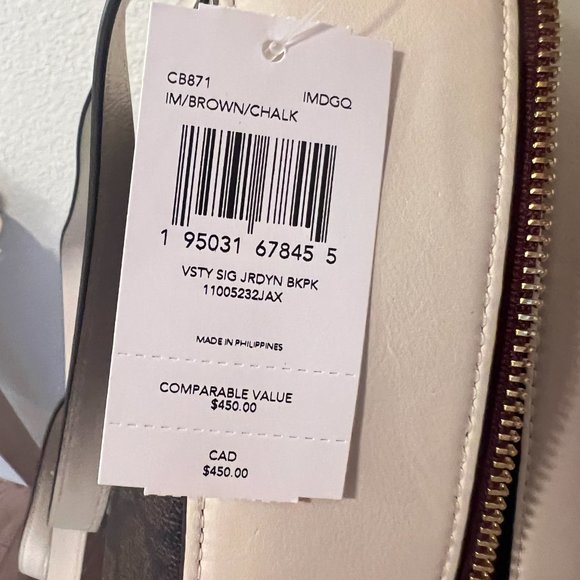 CB871 IMDGQ
IM/BROWN/CHALK
1 95031 67845 5
VSTY SIG JRDYN BKPK
11005232JAX
MADE IN PHILIPPINES
COMPARABLE VALUE
$450.00
CAD
$450.00